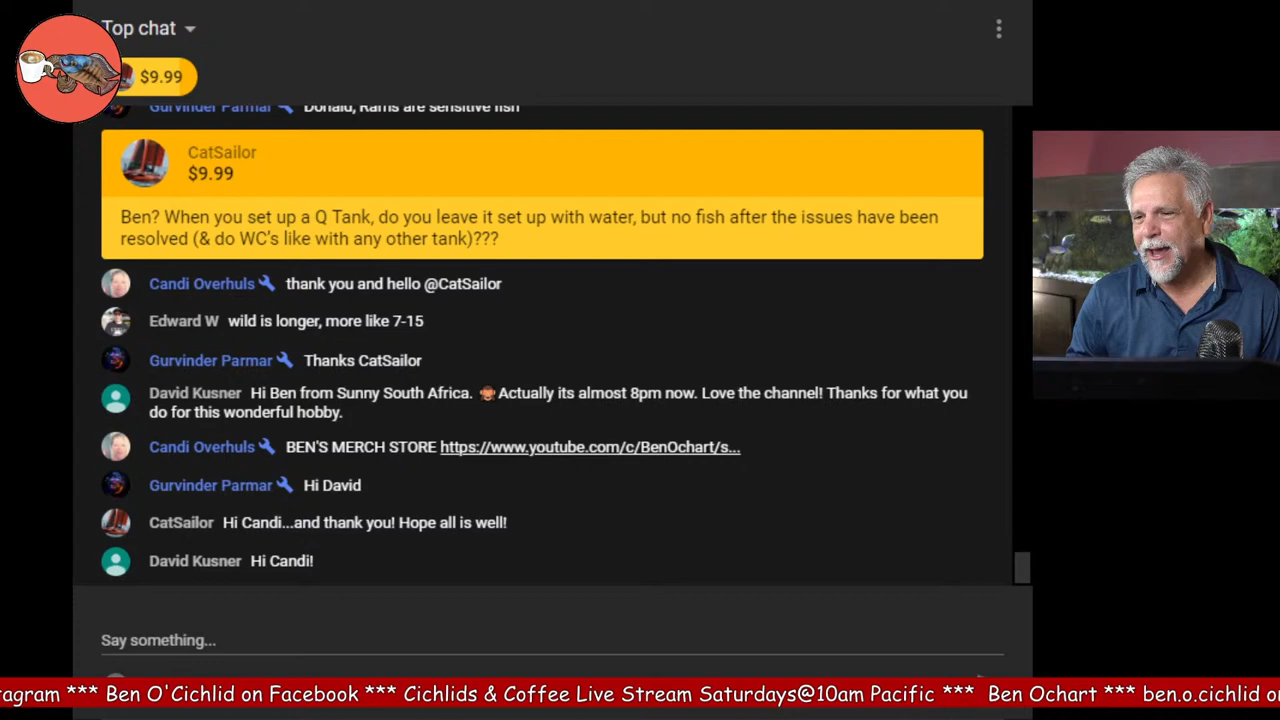 Top chat
$9.99
Gurvinder Parmar Donald, Rams are sensitive fish
CatSailor
$9.99
Ben? When you set up a Q Tank, do you leave it set up with water, but no fish after the issues have been
resolved (& do WC's like with any other tank)???
Candi Overhuls thank you and hello @CatSailor
Edward W wild is longer, more like 7-15
Gurvinder Parmar Thanks CatSailor
David Kusner Hi Ben from Sunny South Africa. Actually its almost 8pm now. Love the channel! Thanks for what you
do for this wonderful hobby.
Candi Overhuls BEN'S MERCH STORE https://www.youtube.com/c/BenOchart/s...
Gurvinder Parmar Hi David
CatSailor Hi Candi...and thank you! Hope all is well!
David Kusner Hi Candi!
Say something...
tagram *** Ben O'Cichlid on Facebook *** Cichlids & Coffee Live Stream Saturdays@10am Pacific *** Ben Ochart *** ben.o.cichlid on